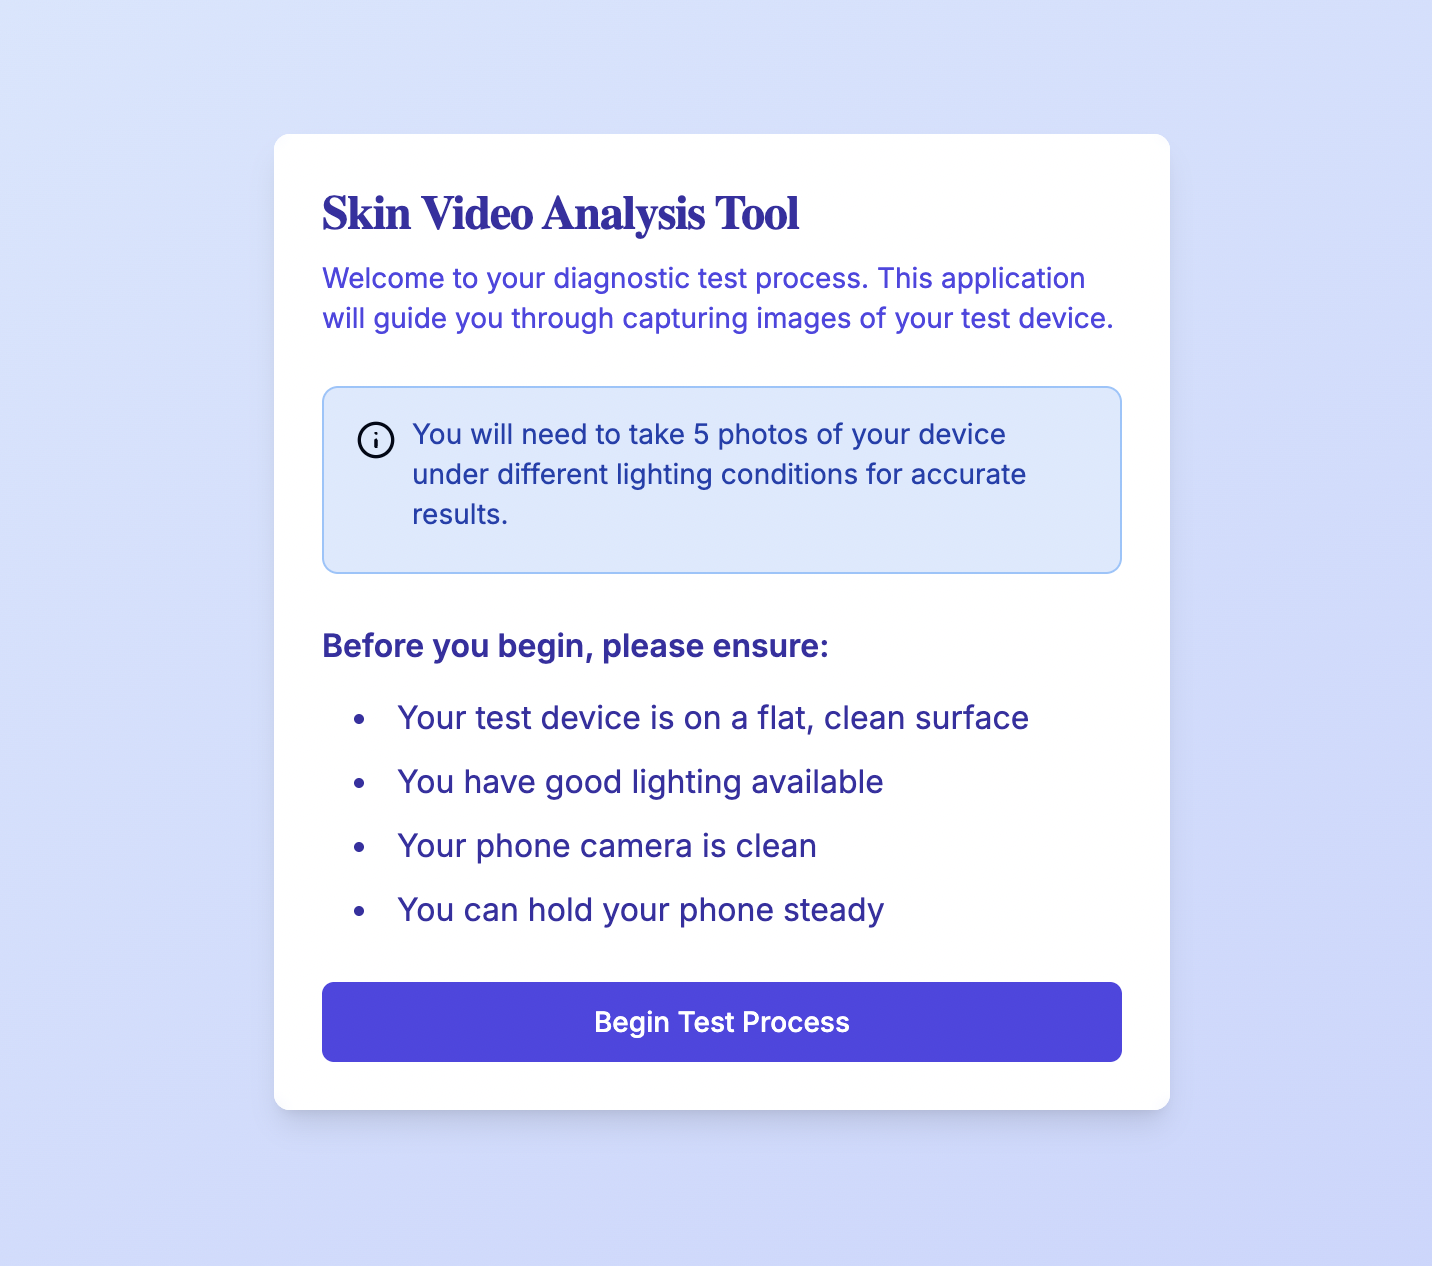 Skin Video Analysis Tool
Welcome to your diagnostic test process. This application
will guide you through capturing images of your test device.
You will need to take 5 photos of your device
under different lighting conditions for accurate
results.
Before you begin, please ensure:
• Your test device is on a flat, clean surface
• You have good lighting available
• Your phone camera is clean
• You can hold your phone steady
Begin Test Process